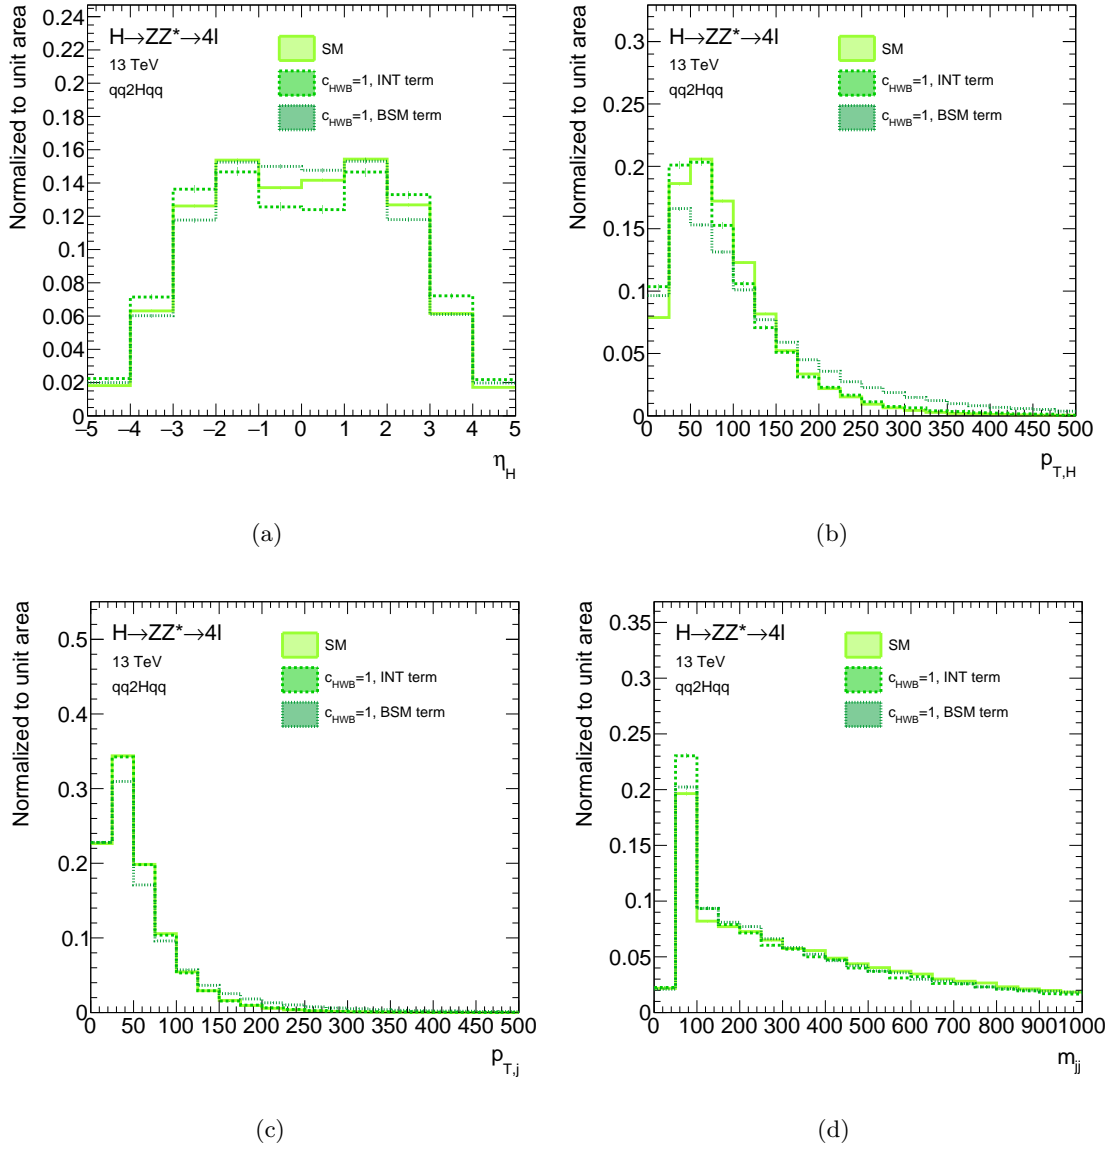 Normalized to unit area
0.24
0.22
0.2
0.18
0.16
0.14
0.12
0.1
0.08
0.06
0.04
0.02
0
H→ZZ*→4l
13 TeV
qq2Hqq
SM
c_HWB=1, INT term
c_HWB=1, BSM term
−5 −4 −3 −2 −1 0 1 2 3 4 5
η_H
(a)
Normalized to unit area
0.3
0.25
0.2
0.15
0.1
0.05
0
H→ZZ*→4l
13 TeV
qq2Hqq
SM
c_HWB=1, INT term
c_HWB=1, BSM term
0 50 100 150 200 250 300 350 400 450 500
p_T,H
(b)
Normalized to unit area
0.5
0.4
0.3
0.2
0.1
0
H→ZZ*→4l
13 TeV
qq2Hqq
SM
c_HWB=1, INT term
c_HWB=1, BSM term
0 50 100 150 200 250 300 350 400 450 500
p_T,j
(c)
Normalized to unit area
0.35
0.3
0.25
0.2
0.15
0.1
0.05
0
H→ZZ*→4l
13 TeV
qq2Hqq
SM
c_HWB=1, INT term
c_HWB=1, BSM term
0 100 200 300 400 500 600 700 800 900 1000
m_jj
(d)